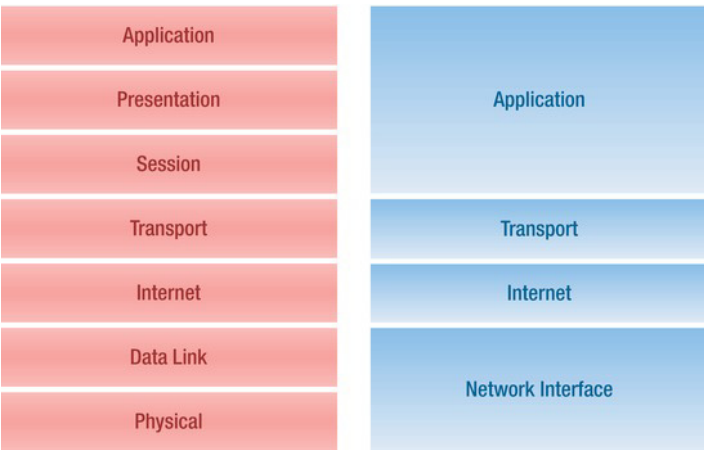 Application
Presentation
Session
Transport
Internet
Data Link
Physical
Application
Transport
Internet
Network Interface